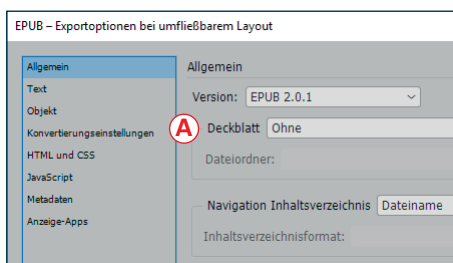 EPUB – Exportoptionen bei umfließbarem Layout
Allgemein
Text
Objekt
Konvertierungseinstellungen
HTML und CSS
JavaScript
Metadaten
Anzeige-Apps
Allgemein
Version: EPUB 2.0.1
A Deckblatt Ohne
Dateiordner:
Navigation Inhaltsverzeichnis Dateiname
Inhaltsverzeichnisformat: